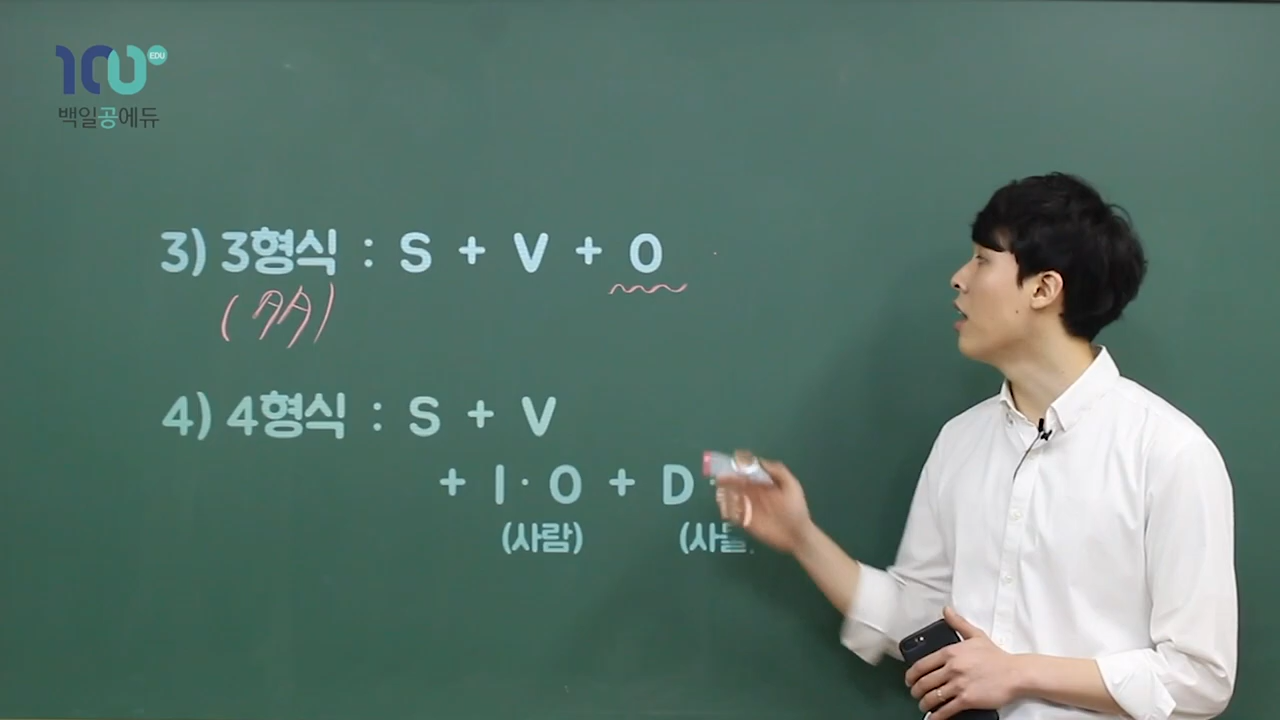 100 EDU
백일공에듀
3) 3형식 : S + V + O
4) 4형식 : S + V
+ I·O + D
(사람)